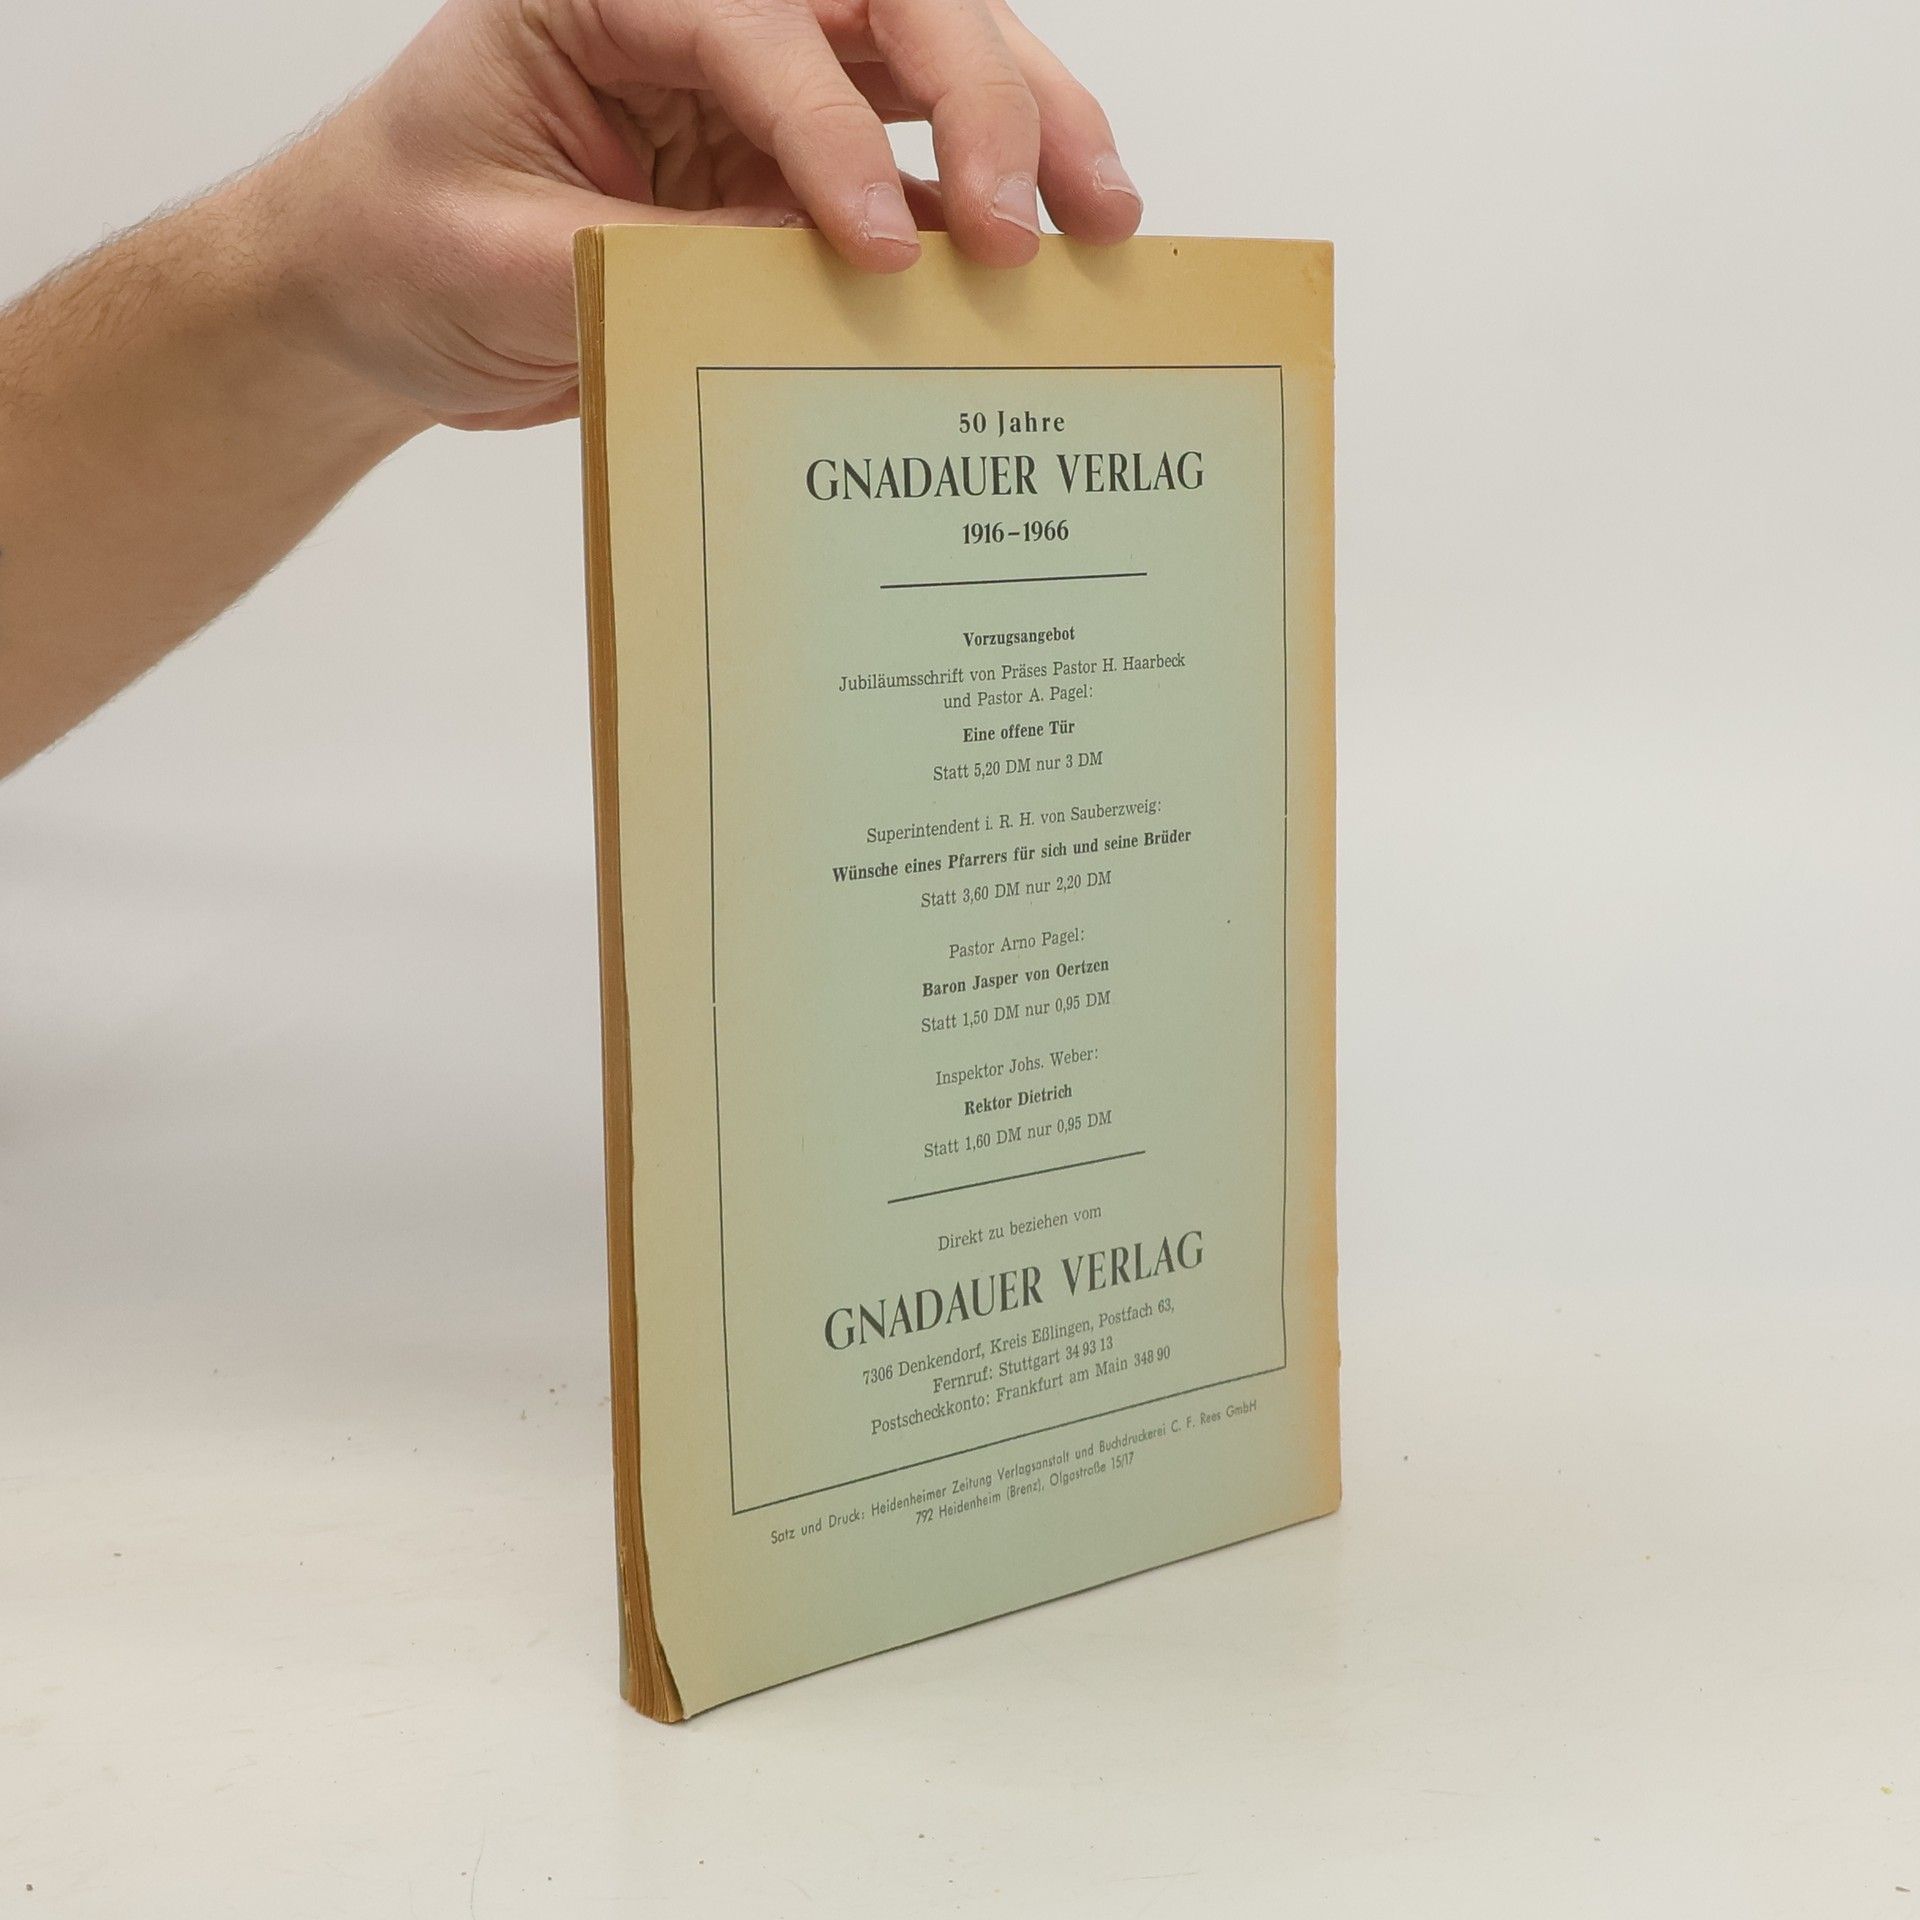 50 Jahre
GNADAUER VERLAG
1916–1966
Vorzugsangebot
Jubiläumsschrift von Präses Pastor H. Haarbeck
und Pastor A. Pagel:
Eine offene Tür
Statt 5,20 DM nur 3 DM
Superintendent i. R. H. von Sauberzweig:
Wünsche eines Pfarrers für sich und seine Brüder
Statt 3,60 DM nur 2,20 DM
Pastor Arno Pagel:
Baron Jasper von Oertzen
Statt 1,50 DM nur 0,95 DM
Inspektor Johs. Weber:
Rektor Dietrich
Statt 1,60 DM nur 0,95 DM
Direkt zu beziehen vom
GNADAUER VERLAG
7306 Denkendorf, Kreis Eßlingen, Postfach 63,
Fernruf: Stuttgart 34 93 13
Postscheckkonto: Frankfurt am Main 348 90
Satz und Druck: Heidenheimer Zeitung Verlagsanstalt und Buchdruckerei C. F. Rees GmbH
792 Heidenheim (Brenz), Olgastraße 15/17